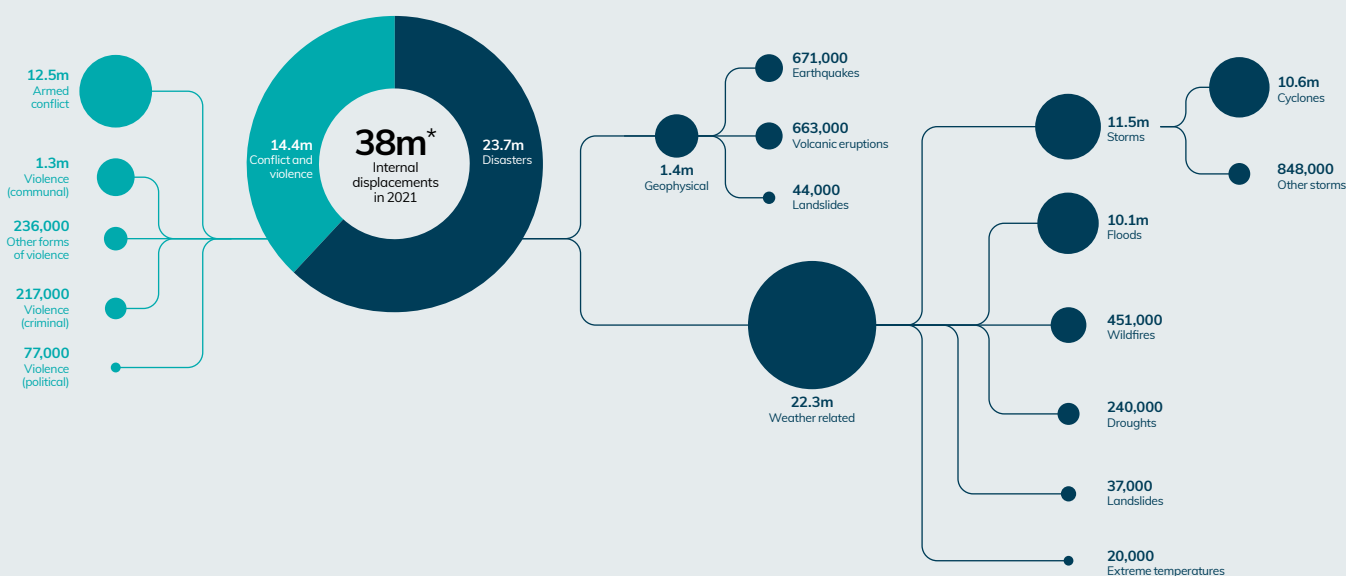 12.5m
Armed
conflict
1.3m
Violence
(communal)
236,000
Other forms
of violence
217,000
Violence
(criminal)
77,000
Violence
(political)
14.4m
Conflict and
violence
38m*
Internal
displacements
in 2021
23.7m
Disasters
1.4m
Geophysical
671,000
Earthquakes
663,000
Volcanic eruptions
44,000
Landslides
22.3m
Weather related
11.5m
Storms
10.6m
Cyclones
848,000
Other storms
10.1m
Floods
451,000
Wildfires
240,000
Droughts
37,000
Landslides
20,000
Extreme temperatures